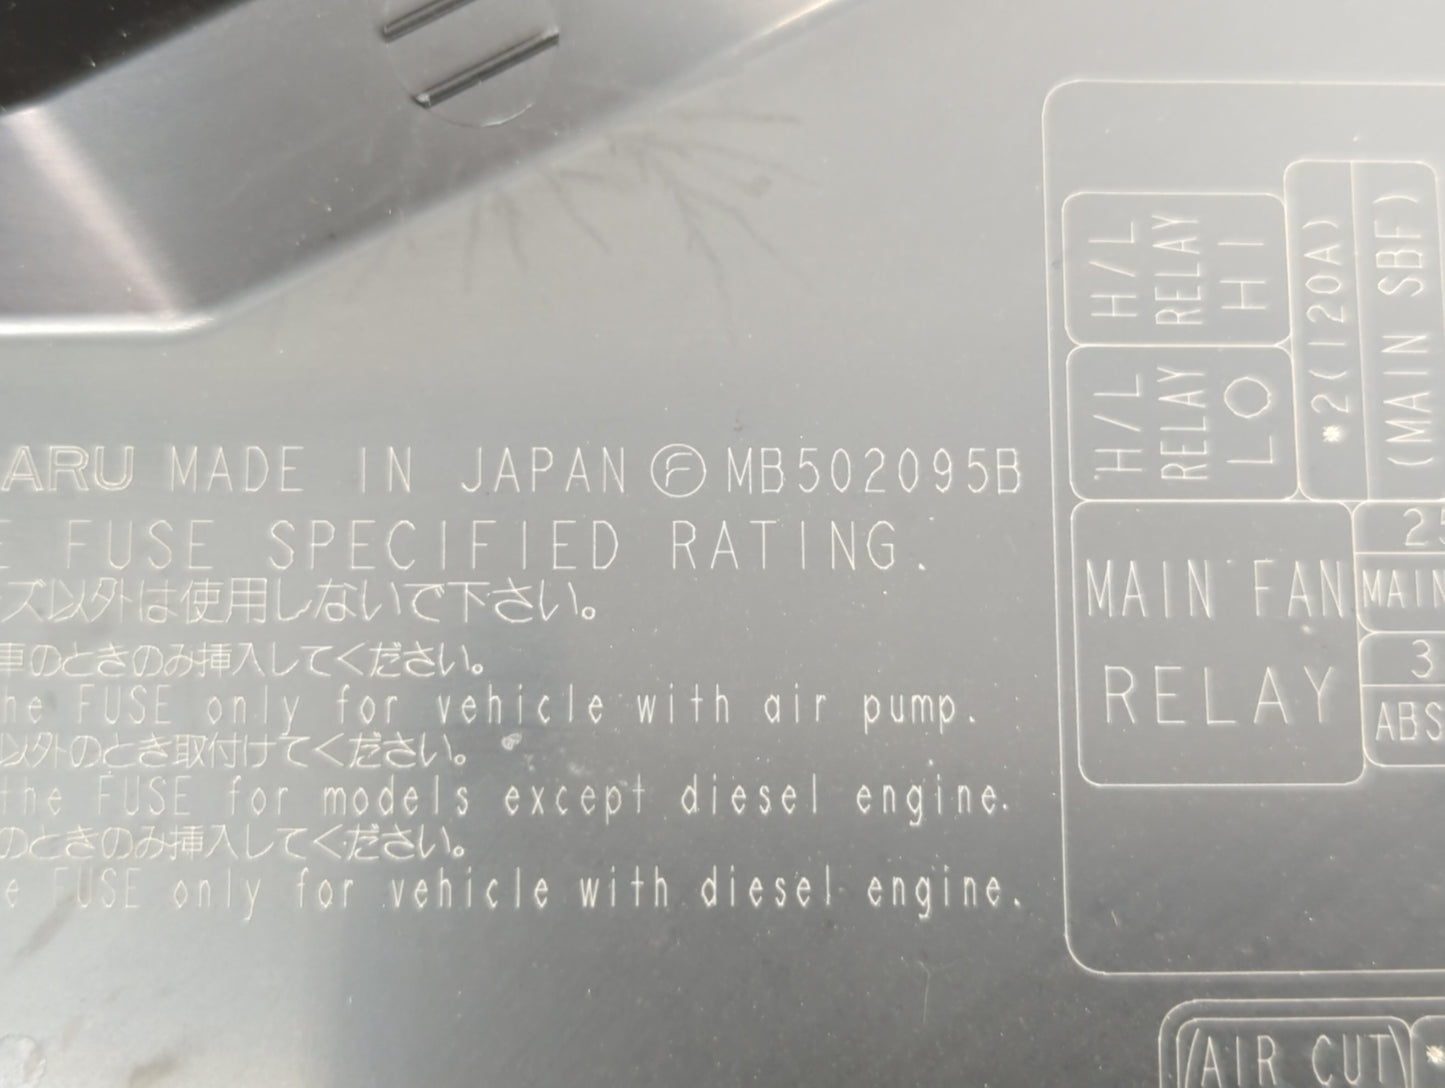 ARU MADE IN JAPAN Ⓕ MB502095B
E FUSE SPECIFIED RATING.
ズ以外は使用しないで下さい。
車のときのみ挿入してください。
he FUSE only for vehicle with air pump.
以外のとき取付けてください。
the FUSE for models except diesel engine.
のときのみ挿入してください。
e FUSE only for vehicle with diesel engine.
H/L
RELAY
HI
*2(120A)
(MAIN SBF)
H/L
RELAY
LO
MAIN FAN
RELAY
25
MAIN
3
ABS
AIR CUT
*